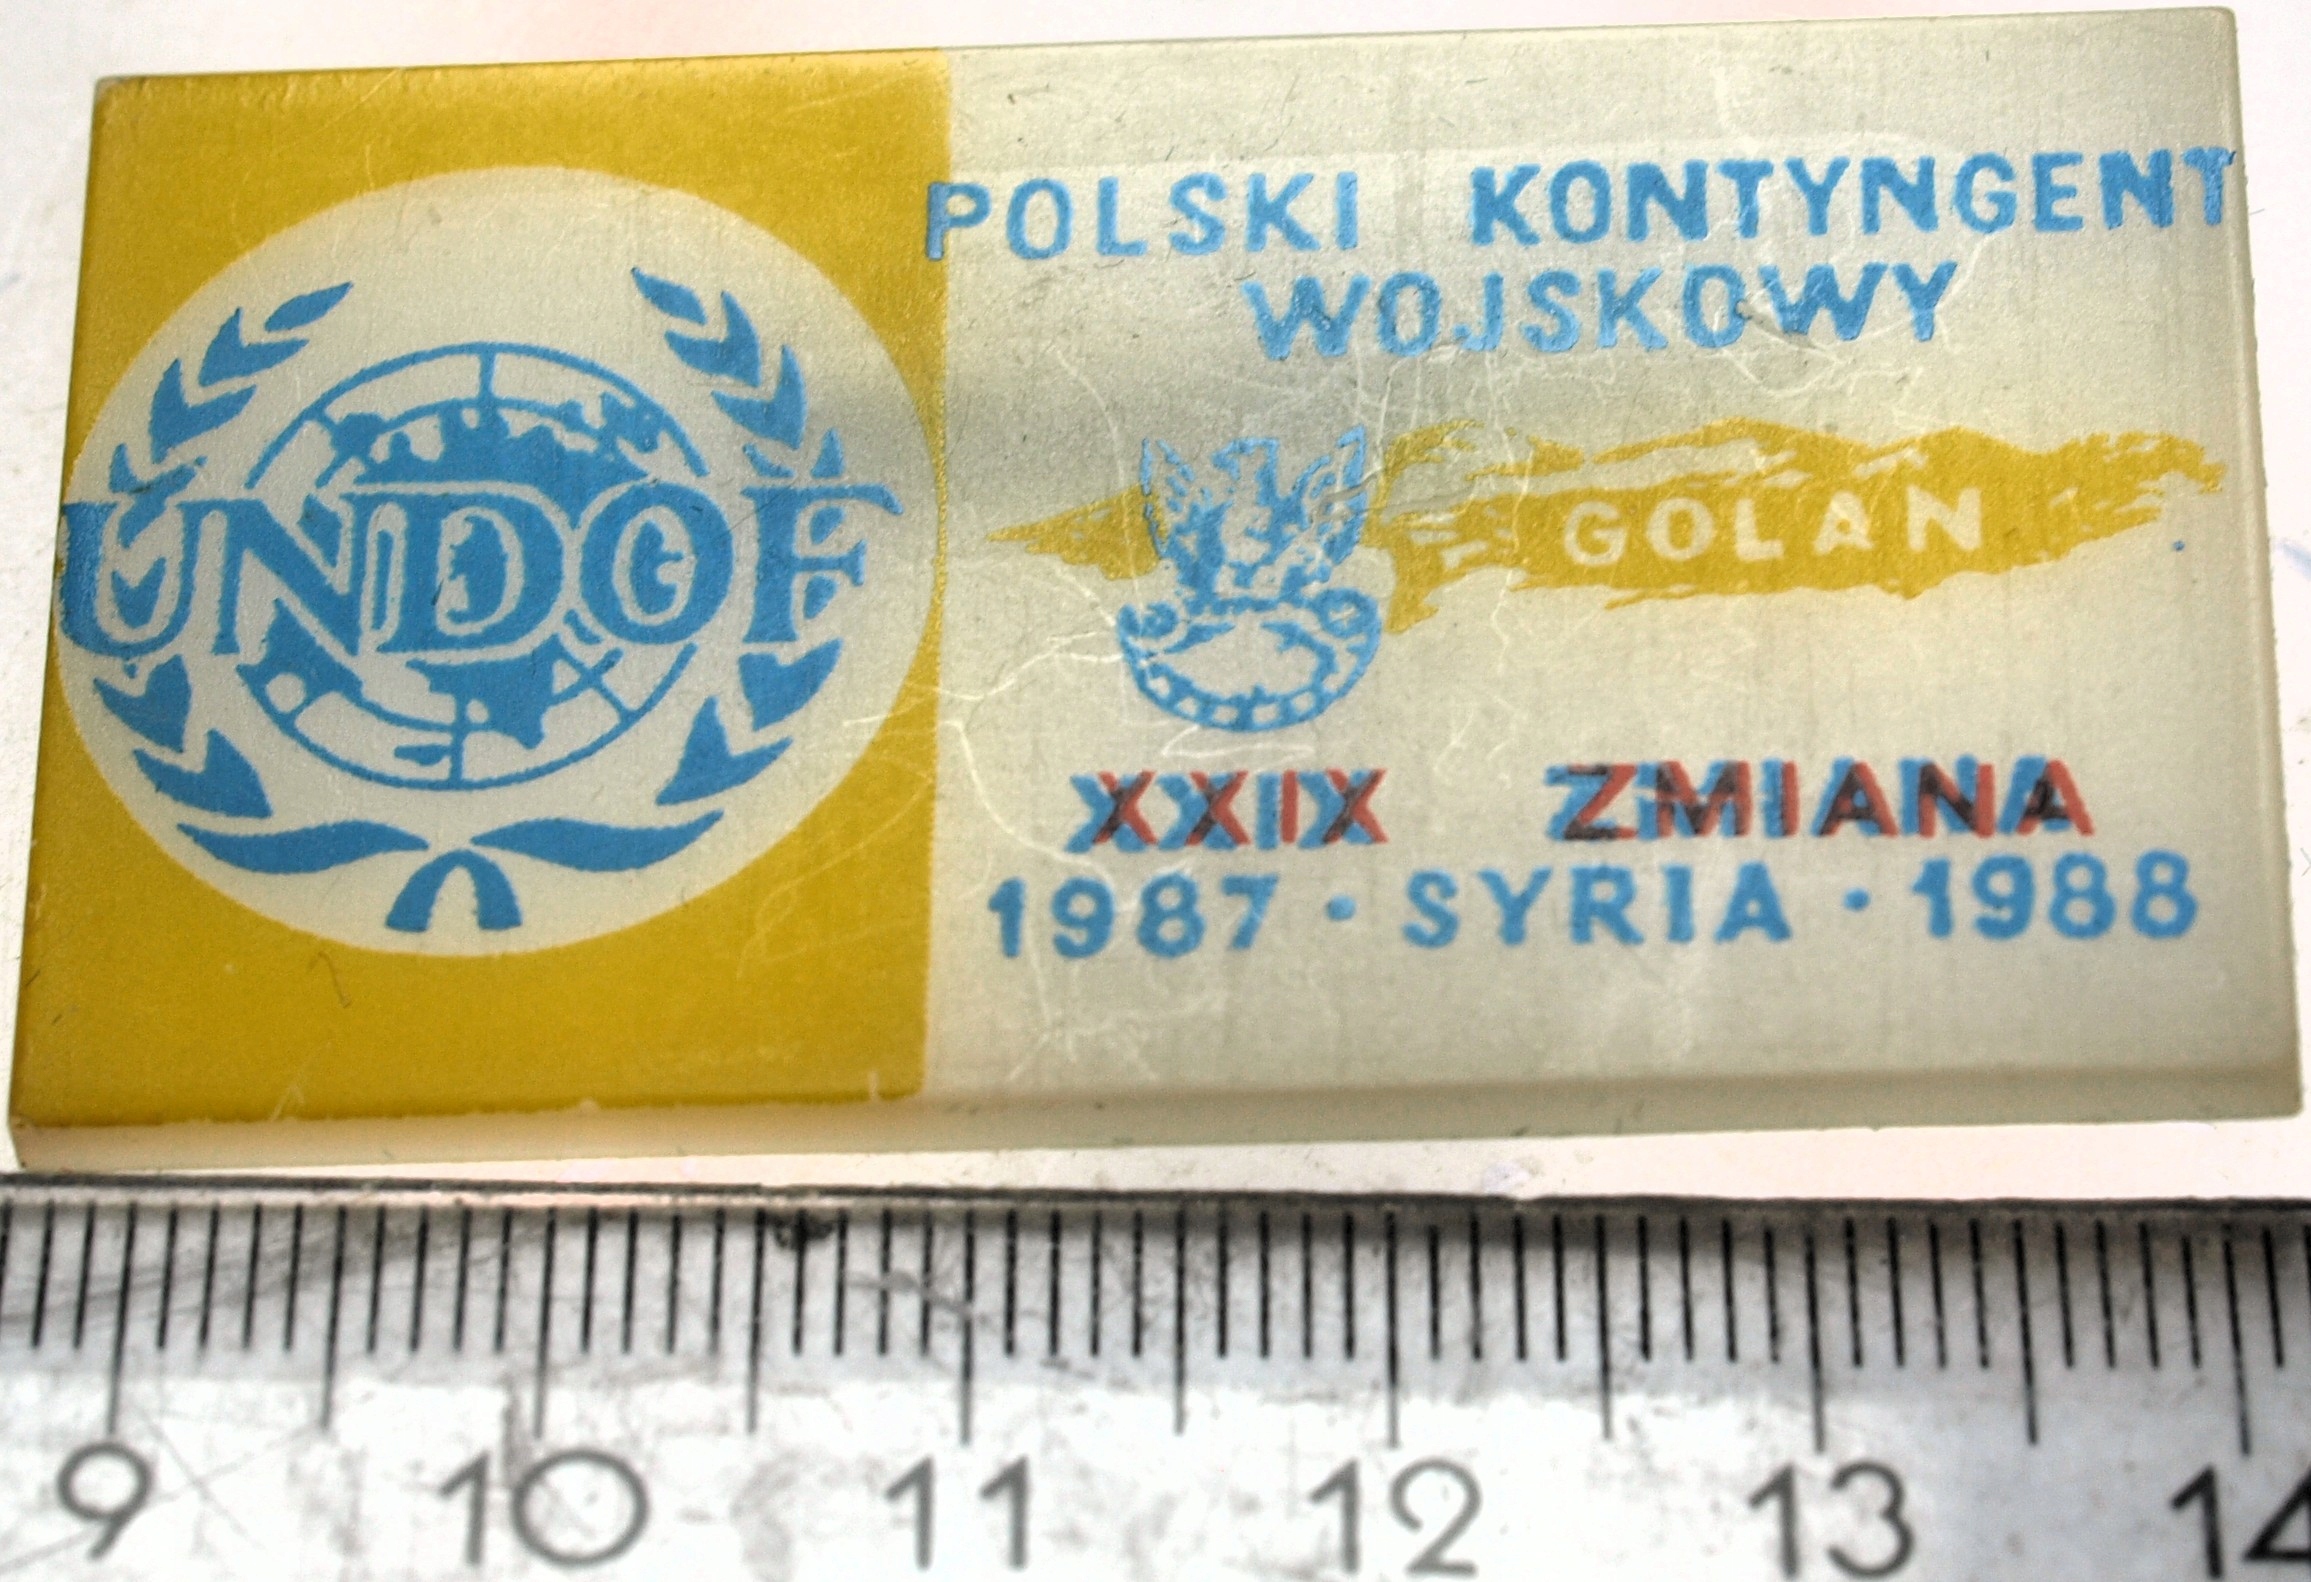 UNDOF
POLSKI KONTYNGENT
WOJSKOWY
GOLAN
XXIX ZMIANA
1987 · SYRIA · 1988
9 10 11 12 13 14